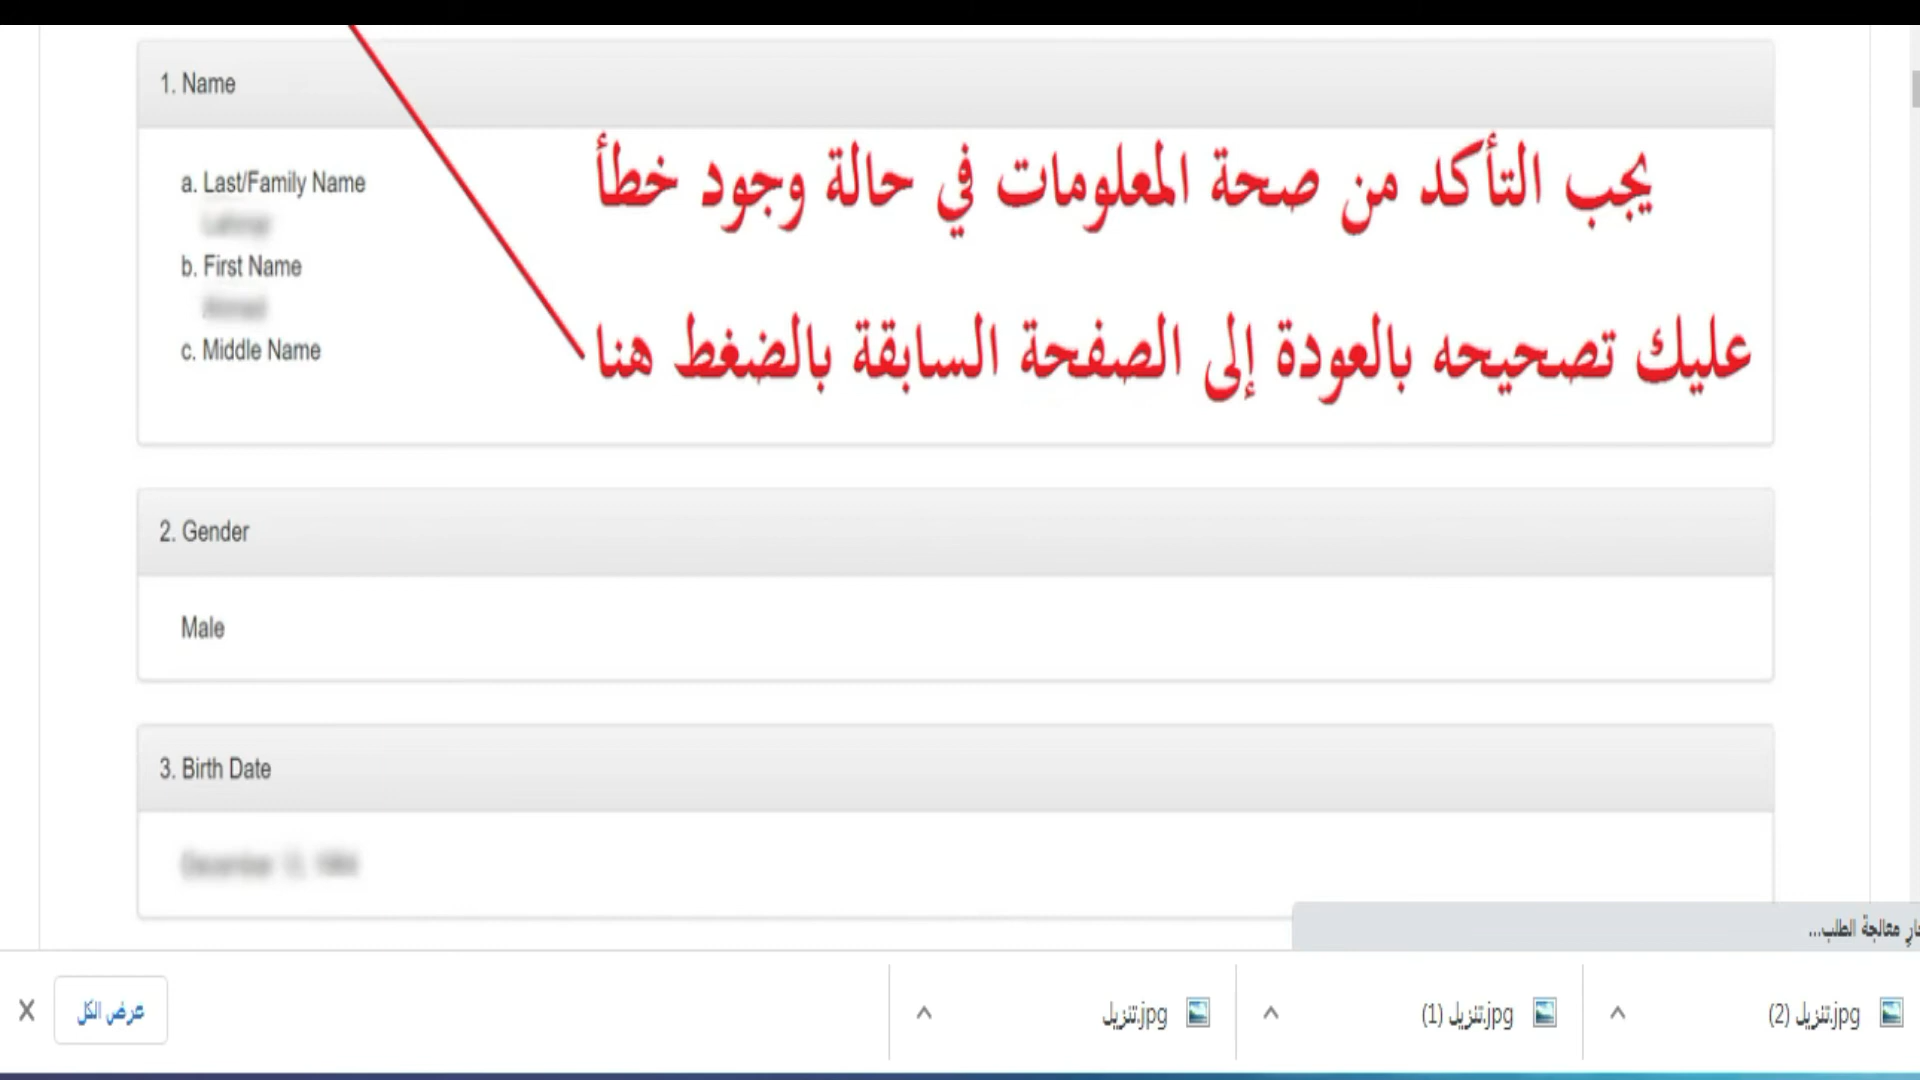 1. Name
يجب التأكد من صحة المعلومات في حالة وجود خطأ
a. Last/Family Name
b. First Name
عليك تصحيحه بالعودة إلى الصفحة السابقة بالضغط هنا
c. Middle Name
2. Gender
Male
3. Birth Date
معالجة الطلب...
عرض الكل
تنزيل.jpg
تنزيل (1).jpg
تنزيل (2).jpg